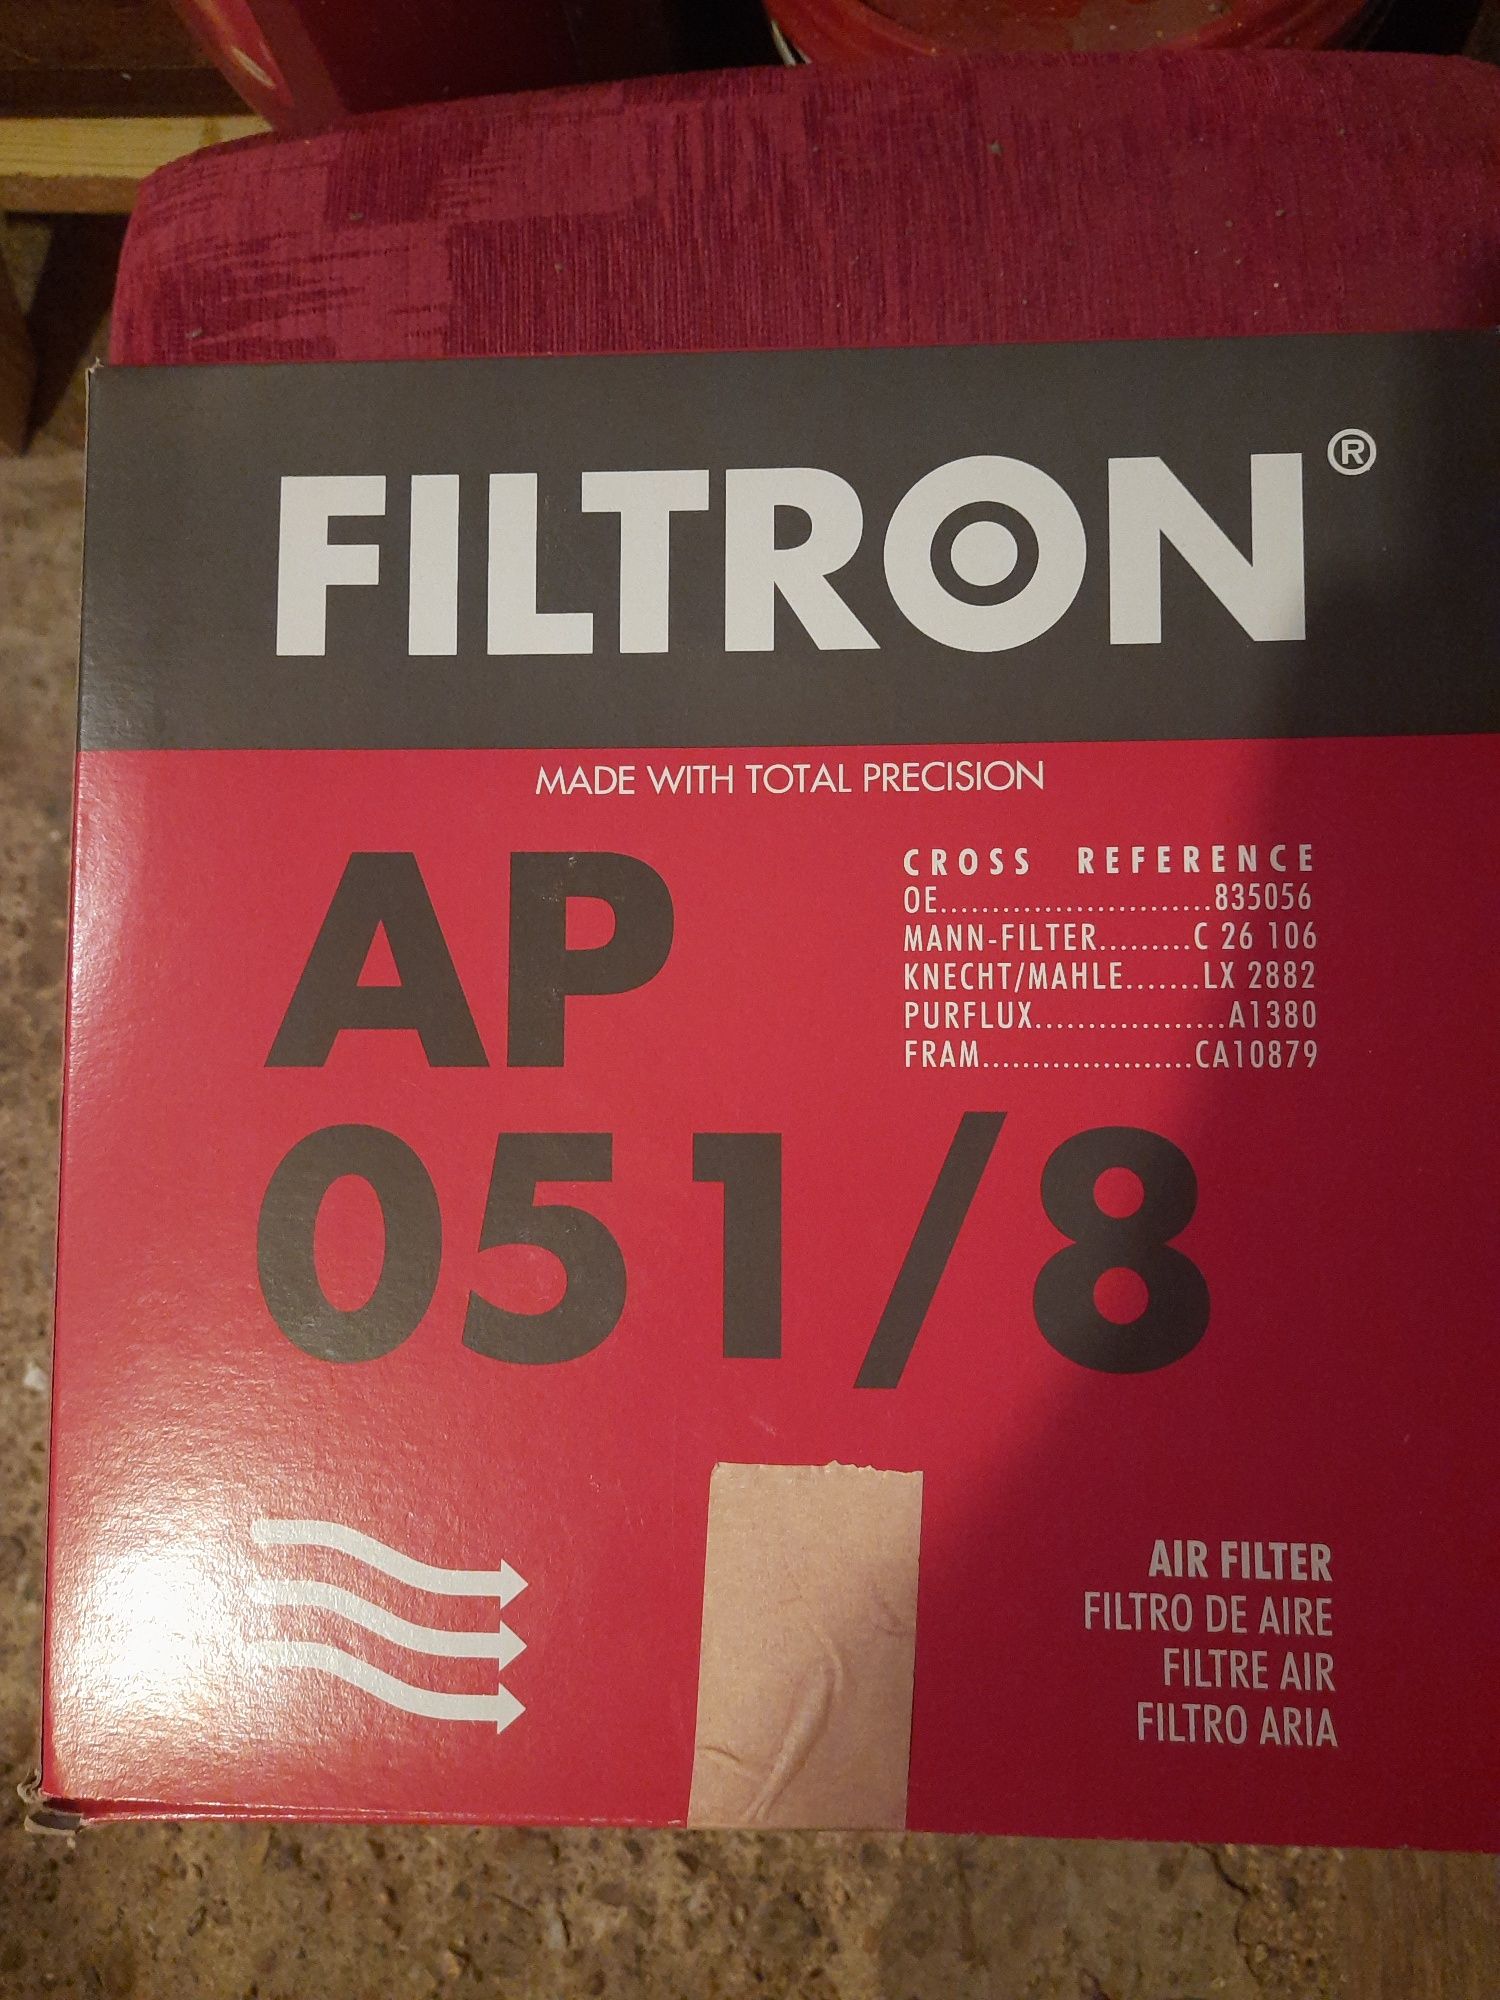 FILTRON®
MADE WITH TOTAL PRECISION
AP
051/8
CROSS REFERENCE
OE..........................835056
MANN-FILTER.........C 26 106
KNECHT/MAHLE.......LX 2882
PURFLUX...................A1380
FRAM.....................CA10879
AIR FILTER
FILTRO DE AIRE
FILTRE AIR
FILTRO ARIA